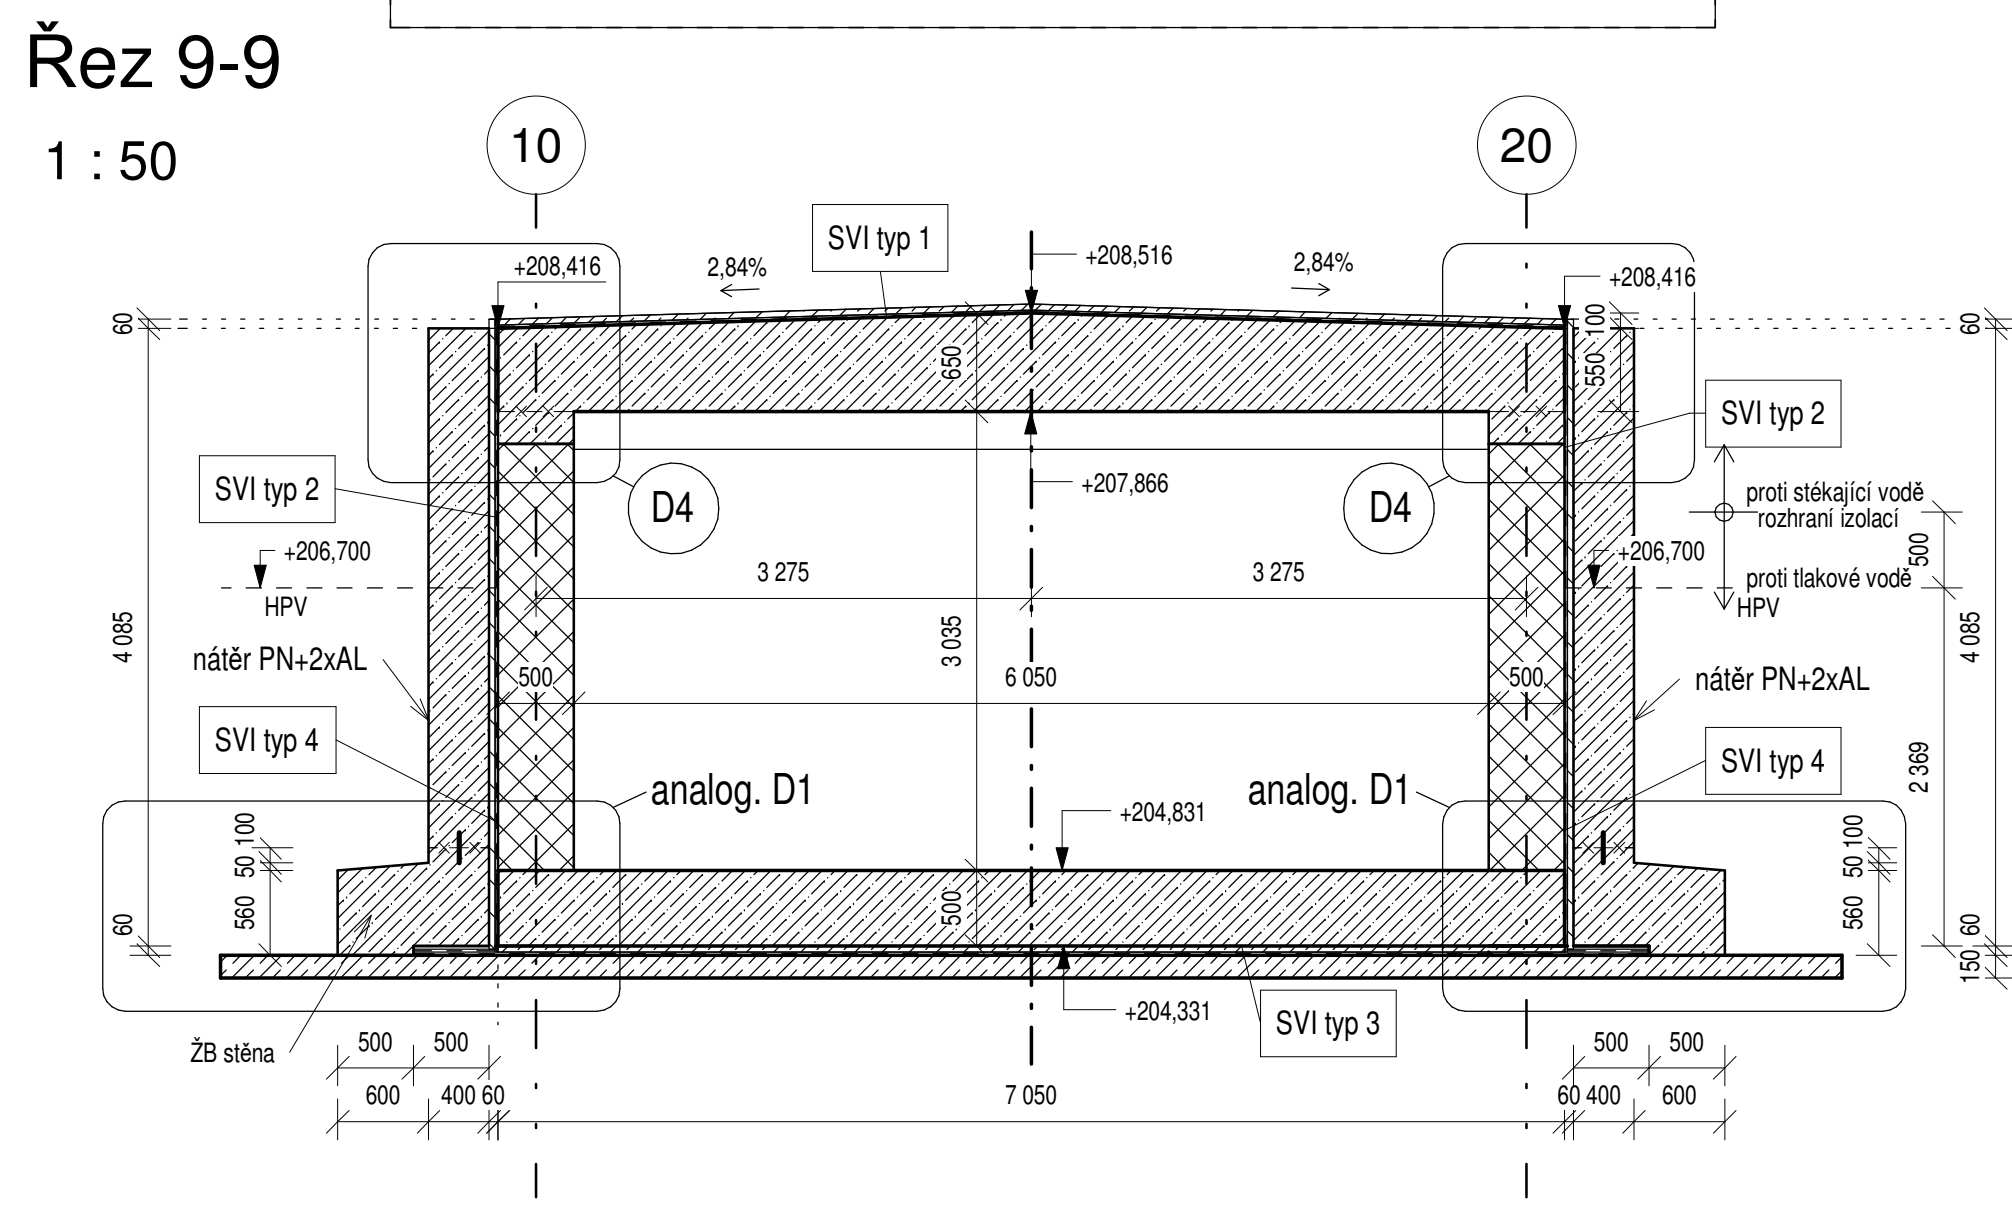 Řez 9-9
1 : 50
10
20
SVI typ 1
+208,416
2,84%
+208,516
2,84%
+208,416
60
100
60
650
550
SVI typ 2
SVI typ 2
D4
+207,866
D4
proti stékající vodě
rozhraní izolací
+206,700
+206,700
500
3 275
3 275
proti tlakové vodě
HPV
HPV
4 085
3 035
4 085
nátěr PN+2xAL
500
6 050
500
nátěr PN+2xAL
SVI typ 4
SVI typ 4
2 369
analog. D1
analog. D1
+204,831
100
50
560
100
50
560
60
500
60
150
+204,331
SVI typ 3
ŽB stěna
500
500
500
500
600
400
60
7 050
60
400
600